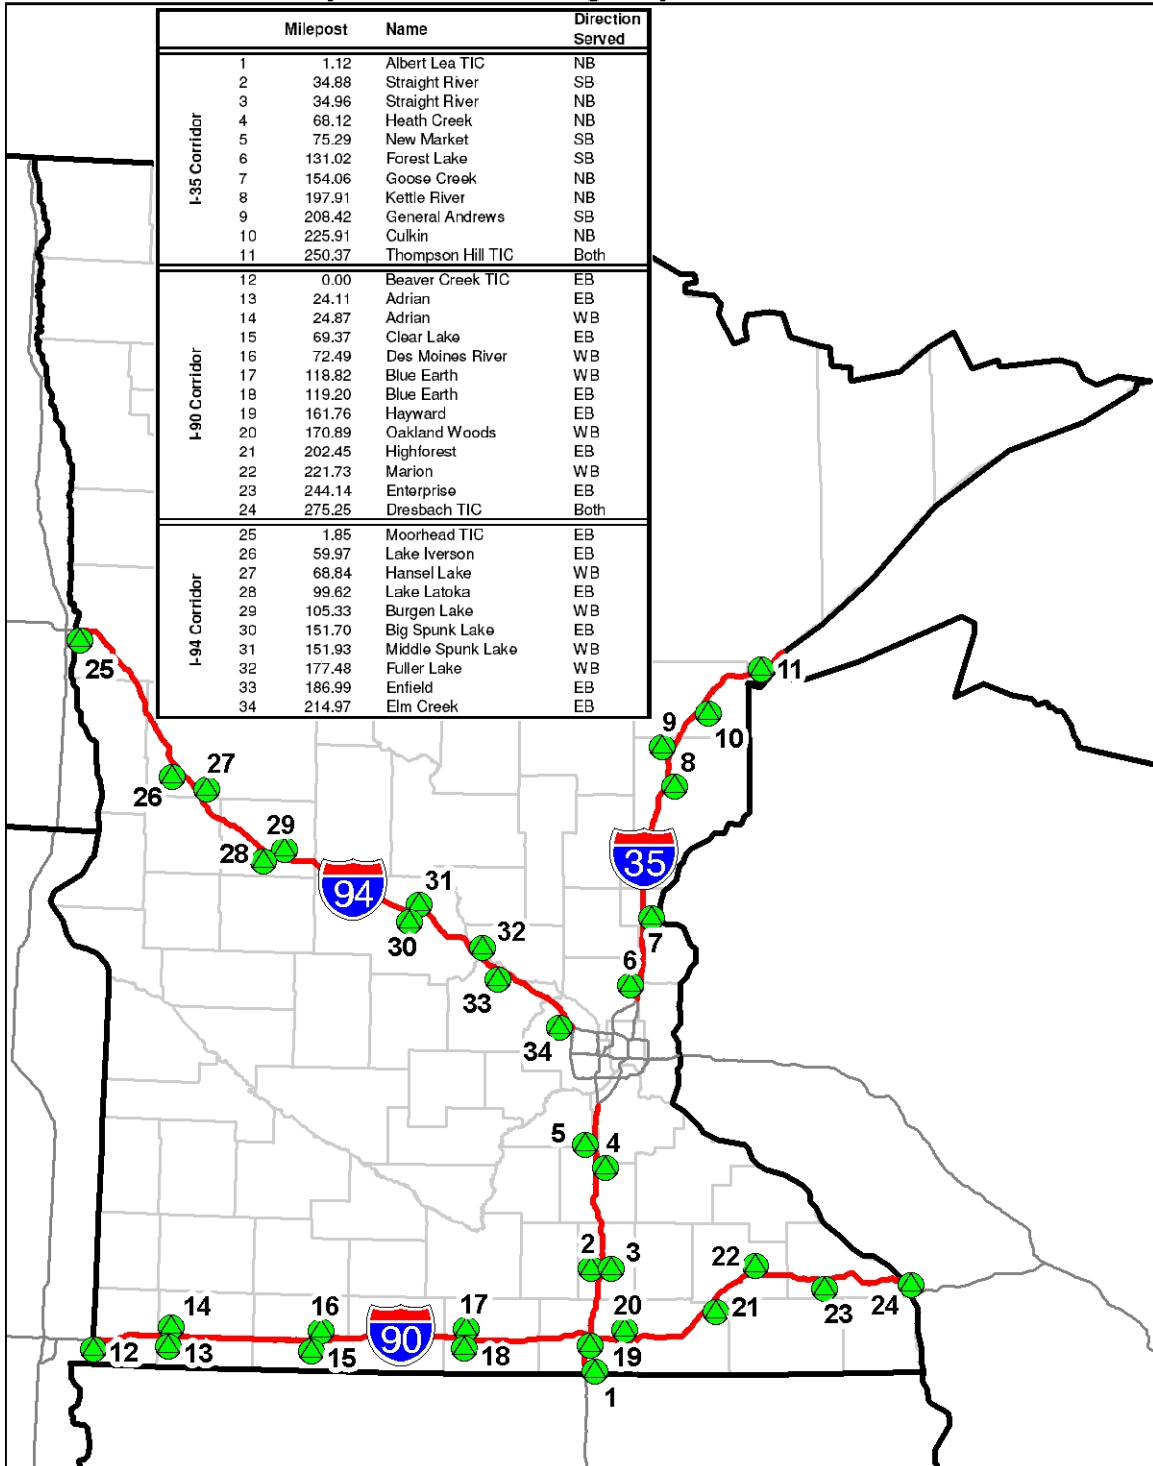 Milepost Name Direction Served
I-35 Corridor
1 1.12 Albert Lea TIC NB
2 34.88 Straight River SB
3 34.96 Straight River NB
4 68.12 Heath Creek NB
5 75.29 New Market SB
6 131.02 Forest Lake SB
7 154.06 Goose Creek NB
8 197.91 Kettle River NB
9 208.42 General Andrews SB
10 225.91 Culkin NB
11 250.37 Thompson Hill TIC Both
I-90 Corridor
12 0.00 Beaver Creek TIC EB
13 24.11 Adrian EB
14 24.87 Adrian WB
15 69.37 Clear Lake EB
16 72.49 Des Moines River WB
17 118.82 Blue Earth WB
18 119.20 Blue Earth EB
19 161.76 Hayward EB
20 170.89 Oakland Woods WB
21 202.45 Highforest EB
22 221.73 Marion WB
23 244.14 Enterprise EB
24 275.25 Dresbach TIC Both
I-94 Corridor
25 1.85 Moorhead TIC EB
26 59.97 Lake Iverson EB
27 68.84 Hansel Lake WB
28 99.62 Lake Latoka EB
29 105.33 Burgen Lake WB
30 151.70 Big Spunk Lake EB
31 151.93 Middle Spunk Lake WB
32 177.48 Fuller Lake WB
33 186.99 Enfield EB
34 214.97 Elm Creek EB
25
11
10
9
8
27
26
29
28
35
94
31
30
7
32
6
33
34
5
4
2
3
22
14
16
17
20
21
23
24
90
12
13
15
18
19
1